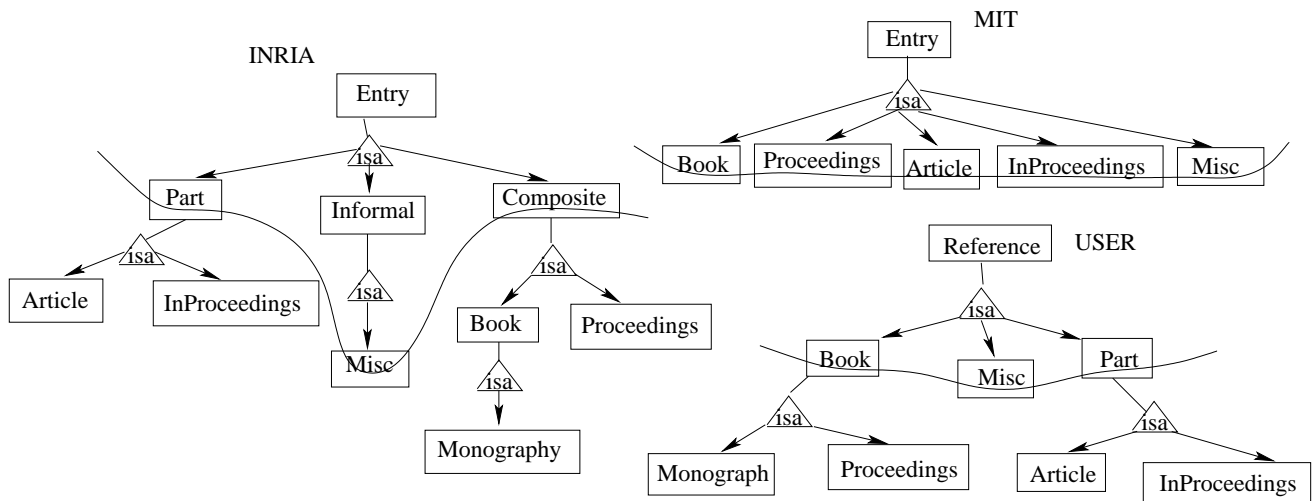 INRIA
Entry
isa
Part
Informal
Composite
isa
Article
InProceedings
isa
Misc
isa
Book
Proceedings
isa
Monography
MIT
Entry
isa
Book
Proceedings
Article
InProceedings
Misc
USER
Reference
isa
Book
Misc
Part
isa
Monograph
Proceedings
isa
Article
InProceedings